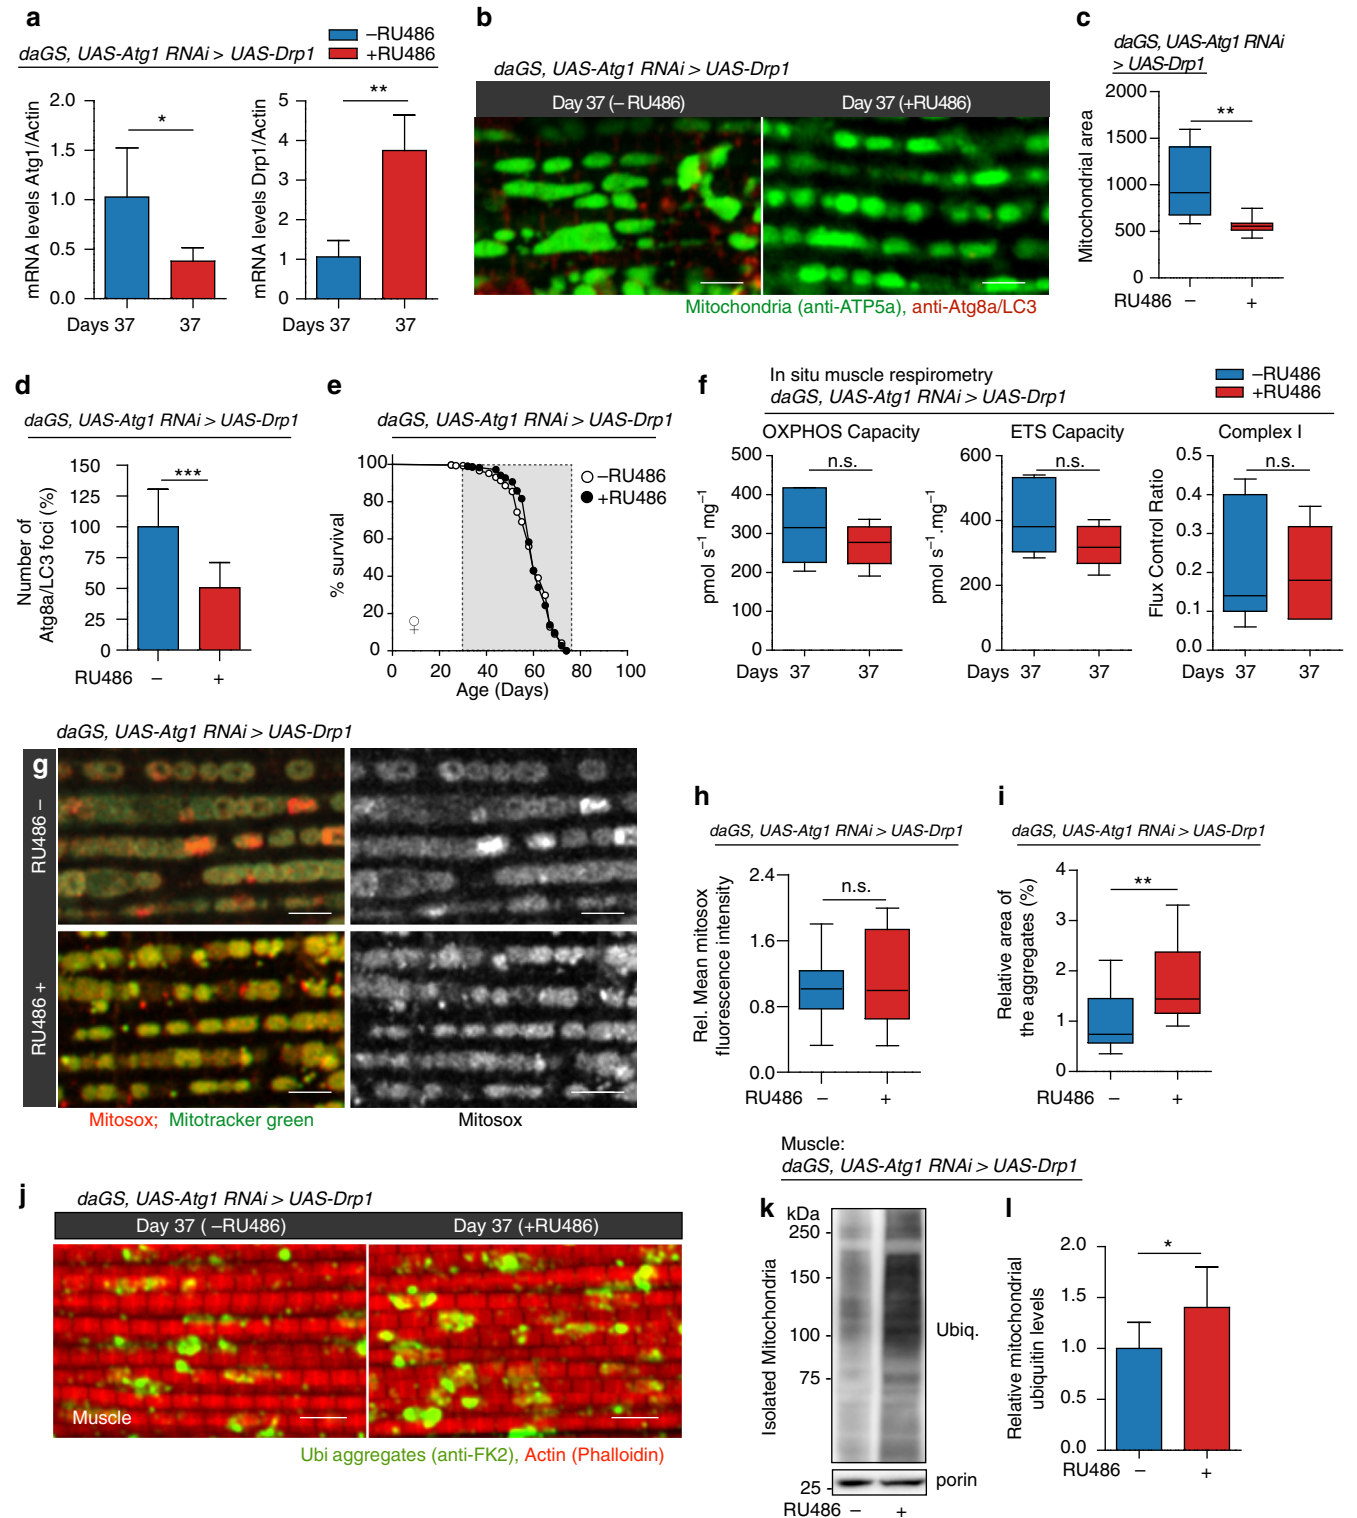 a
daGS, UAS-Atg1 RNAi > UAS-Drp1
–RU486
+RU486
mRNA levels Atg1/Actin
2.0
1.5
1.0
0.5
0.0
*
Days 37
37
mRNA levels Drp1/Actin
5
4
3
2
1
0
**
Days 37
37
b
daGS, UAS-Atg1 RNAi > UAS-Drp1
Day 37 (– RU486)
Day 37 (+RU486)
Mitochondria (anti-ATP5a), anti-Atg8a/LC3
c
daGS, UAS-Atg1 RNAi
> UAS-Drp1
Mitochondrial area
2000
1500
1000
500
0
**
RU486 – +
d
daGS, UAS-Atg1 RNAi > UAS-Drp1
Number of
Atg8a/LC3 foci (%)
150
125
100
75
50
25
0
***
RU486 – +
e
daGS, UAS-Atg1 RNAi > UAS-Drp1
% survival
100
80
60
40
20
0
–RU486
+RU486
♀
0 20 40 60 80 100
Age (Days)
f
In situ muscle respirometry
daGS, UAS-Atg1 RNAi > UAS-Drp1
–RU486
+RU486
OXPHOS Capacity
pmol s⁻¹ mg⁻¹
500
400
300
200
100
0
n.s.
Days 37 37
ETS Capacity
pmol s⁻¹.mg⁻¹
600
400
200
0
n.s.
Days 37 37
Complex I
Flux Control Ratio
0.5
0.4
0.3
0.2
0.1
0.0
n.s.
Days 37 37
g
daGS, UAS-Atg1 RNAi > UAS-Drp1
RU486 –
RU486 +
Mitosox; Mitotracker green
Mitosox
h
daGS, UAS-Atg1 RNAi > UAS-Drp1
Rel. Mean mitosox
fluorescence intensity
2.4
1.6
0.8
0.0
n.s.
RU486 – +
i
daGS, UAS-Atg1 RNAi > UAS-Drp1
Relative area of
the aggregates (%)
4
3
2
1
0
**
RU486 – +
j
daGS, UAS-Atg1 RNAi > UAS-Drp1
Day 37 ( –RU486)
Day 37 (+RU486)
Muscle
Ubi aggregates (anti-FK2), Actin (Phalloidin)
Muscle:
daGS, UAS-Atg1 RNAi > UAS-Drp1
k
kDa
250
150
100
75
25
Isolated Mitochondria
Ubiq.
porin
RU486 – +
l
Relative mitochondrial
ubiquitin levels
2.0
1.5
1.0
0.5
0.0
*
RU486 – +